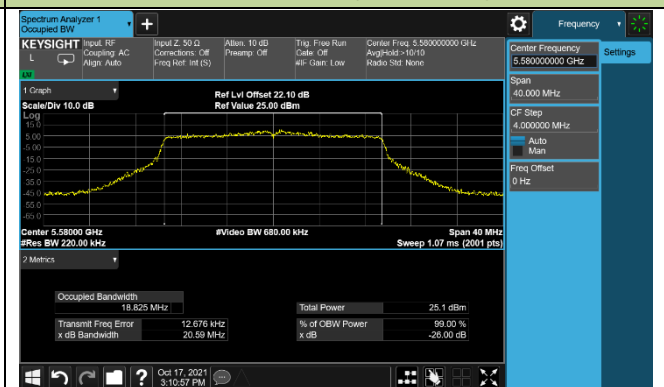 Spectrum Analyzer 1
Occupied BW
+
Frequency
KEYSIGHT
Input: RF
Coupling: AC
Align: Auto
Input Z: 50 Ω
Corrections: Off
Freq Ref: Int (S)
Atten: 10 dB
Preamp: Off
Trig: Free Run
Gate: Off
#IF Gain: Low
Center Freq: 5.580000000 GHz
Avg|Hold:>10/10
Radio Std: None
L
Center Frequency
5.580000000 GHz
Settings
Span
40.000 MHz
CF Step
4.000000 MHz
Auto
Man
Freq Offset
0 Hz
1 Graph
Scale/Div 10.0 dB
Ref Lvl Offset 22.10 dB
Ref Value 25.00 dBm
Log
15.0
5.00
-5.00
-15.0
-25.0
-35.0
-45.0
-55.0
-65.0
Center 5.58000 GHz
#Video BW 680.00 kHz
Span 40 MHz
#Res BW 220.00 kHz
Sweep 1.07 ms (2001 pts)
2 Metrics
Occupied Bandwidth
18.825 MHz
Total Power 25.1 dBm
Transmit Freq Error 12.676 kHz
% of OBW Power 99.00 %
x dB Bandwidth 20.59 MHz
x dB -26.00 dB
?
Oct 17, 2021
3:10:57 PM